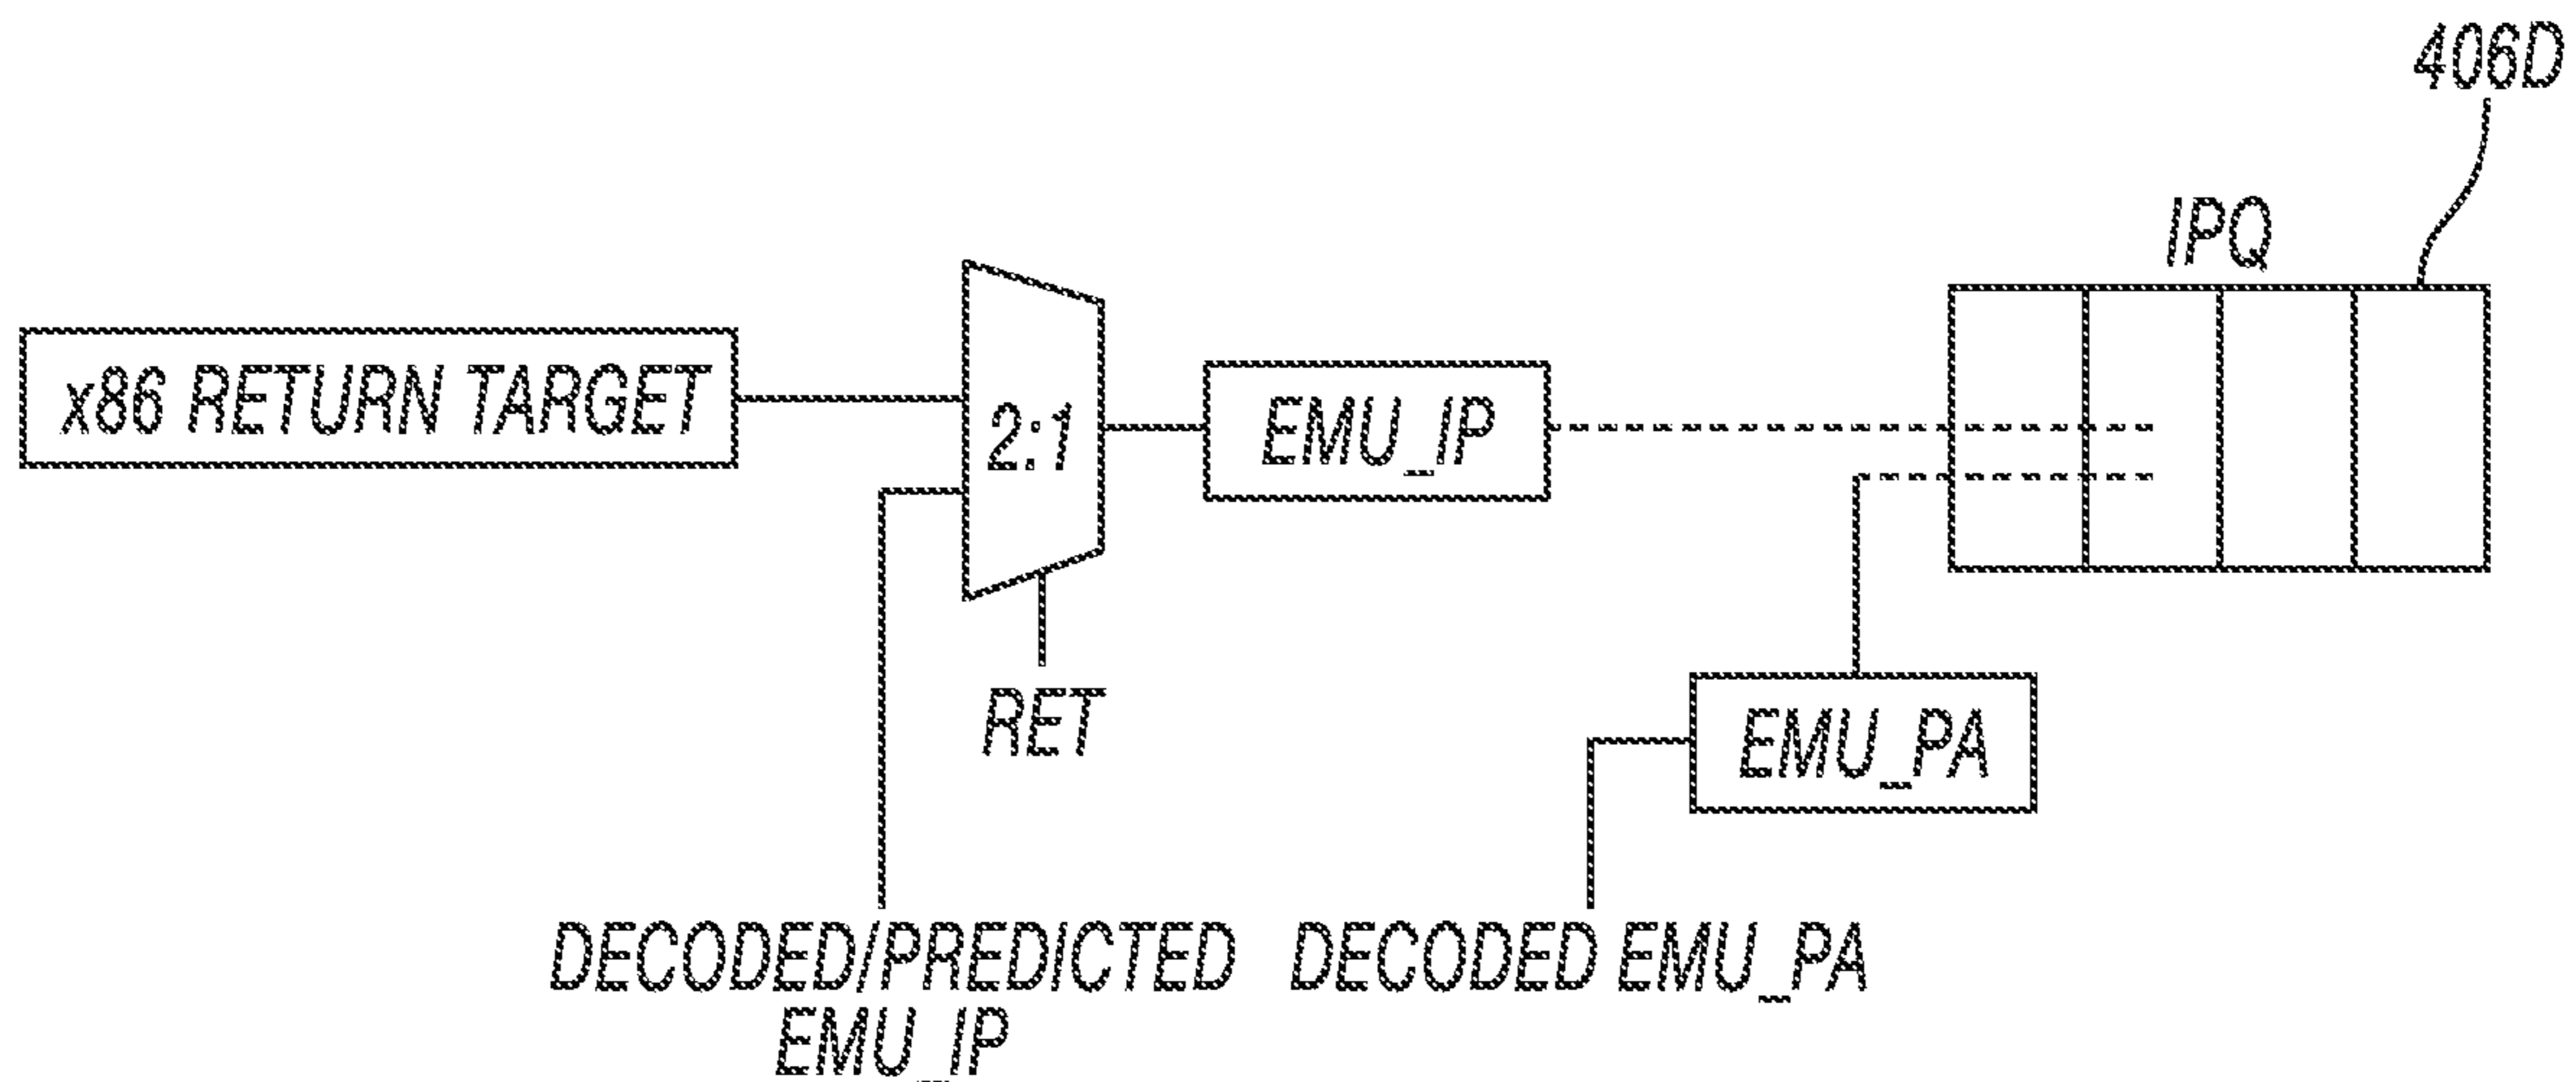 406D
IPQ
x86 RETURN TARGET
2:1
EMU_IP
RET
EMU_PA
DECODED/PREDICTED
EMU_IP
DECODED EMU_PA